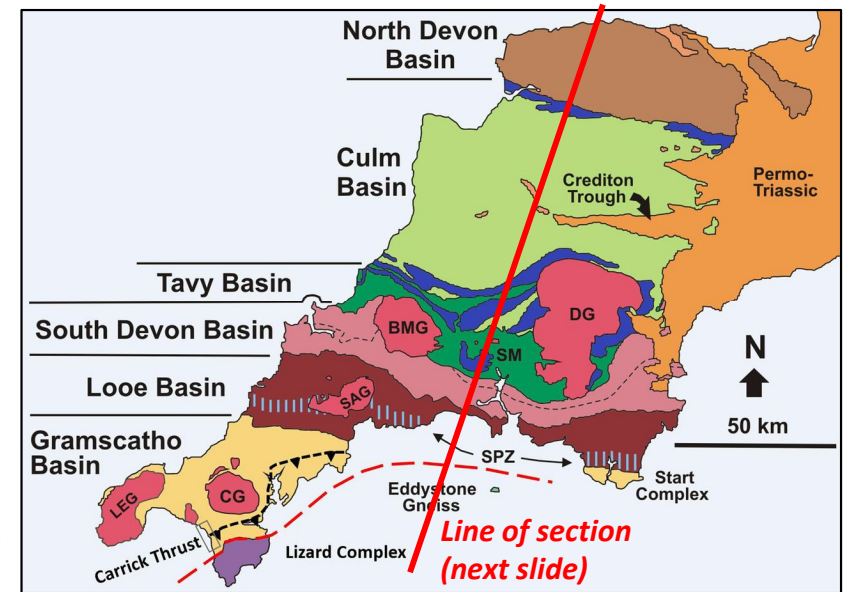 North Devon
Basin
Culm
Basin
Crediton
Trough
Permo-
Triassic
Tavy Basin
South Devon Basin
BMG
DG
SM
N
Looe Basin
SAG
50 km
Gramscatho
Basin
SPZ
Start
Complex
LEG
CG
Eddystone
Gneiss
Carrick Thrust
Lizard Complex
Line of section
(next slide)